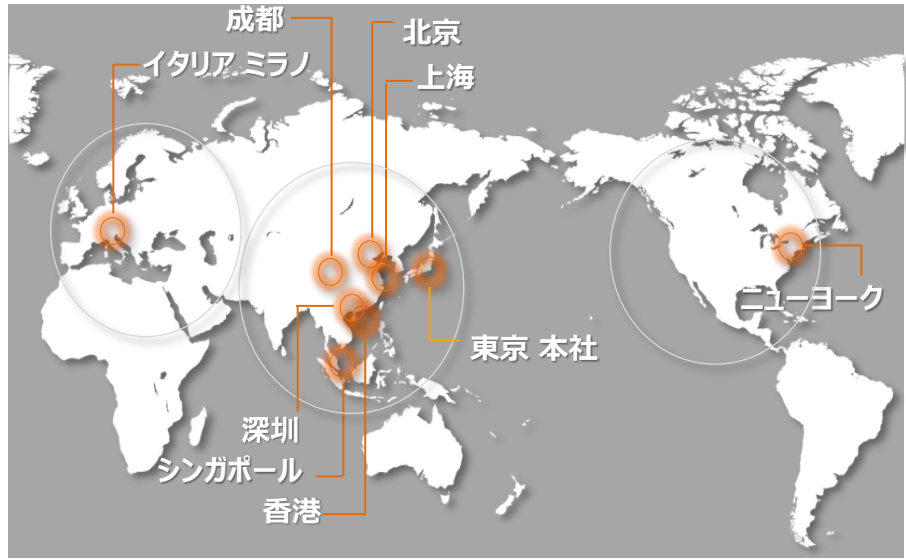 成都
北京
イタリア ミラノ
上海
ニューヨーク
東京 本社
深圳
シンガポール
香港